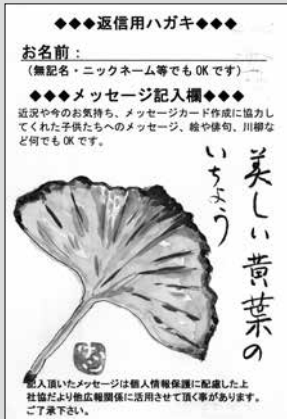 ◆◆◆返信用ハガキ◆◆◆
お名前：
（無記名・ニックネーム等でも OK です）
◆◆◆メッセージ記入欄◆◆◆
近況や今のお気持ち、メッセージカード作成に協力し
てくれた子供たちへのメッセージ、絵や俳句、川柳な
ど何でも OK です。
美しい黄葉の
いちょう
記入頂いたメッセージは個人情報保護に配慮した上
社協だより他広報関係に活用させて頂く事があります。
ご了承下さい。